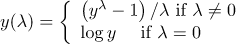 y(λ) = { (y^λ − 1) / λ if λ ≠ 0
log y if λ = 0